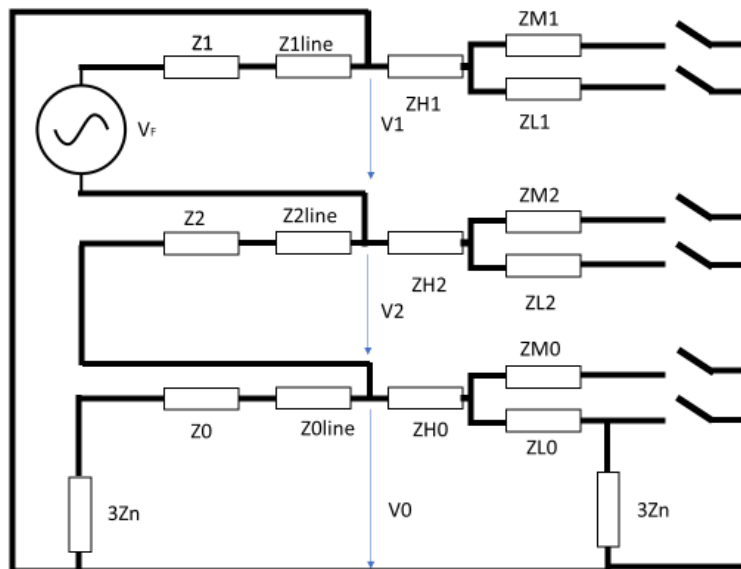 Z1
Z1line
ZM1
ZH1
ZL1
VF
V1
Z2
Z2line
ZM2
ZH2
ZL2
V2
ZM0
Z0
Z0line
ZH0
ZL0
3Zn
V0
3Zn